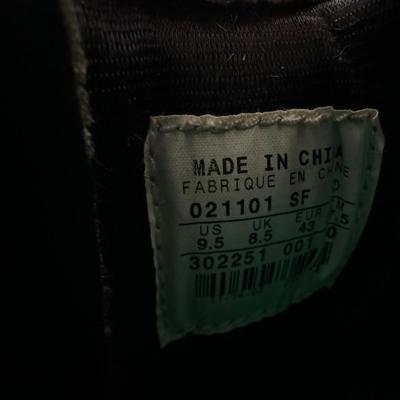 MADE IN CHINA
FABRIQUE EN CHINE
021101 SF
US UK EUR
9.5 8.5 43
302251 001